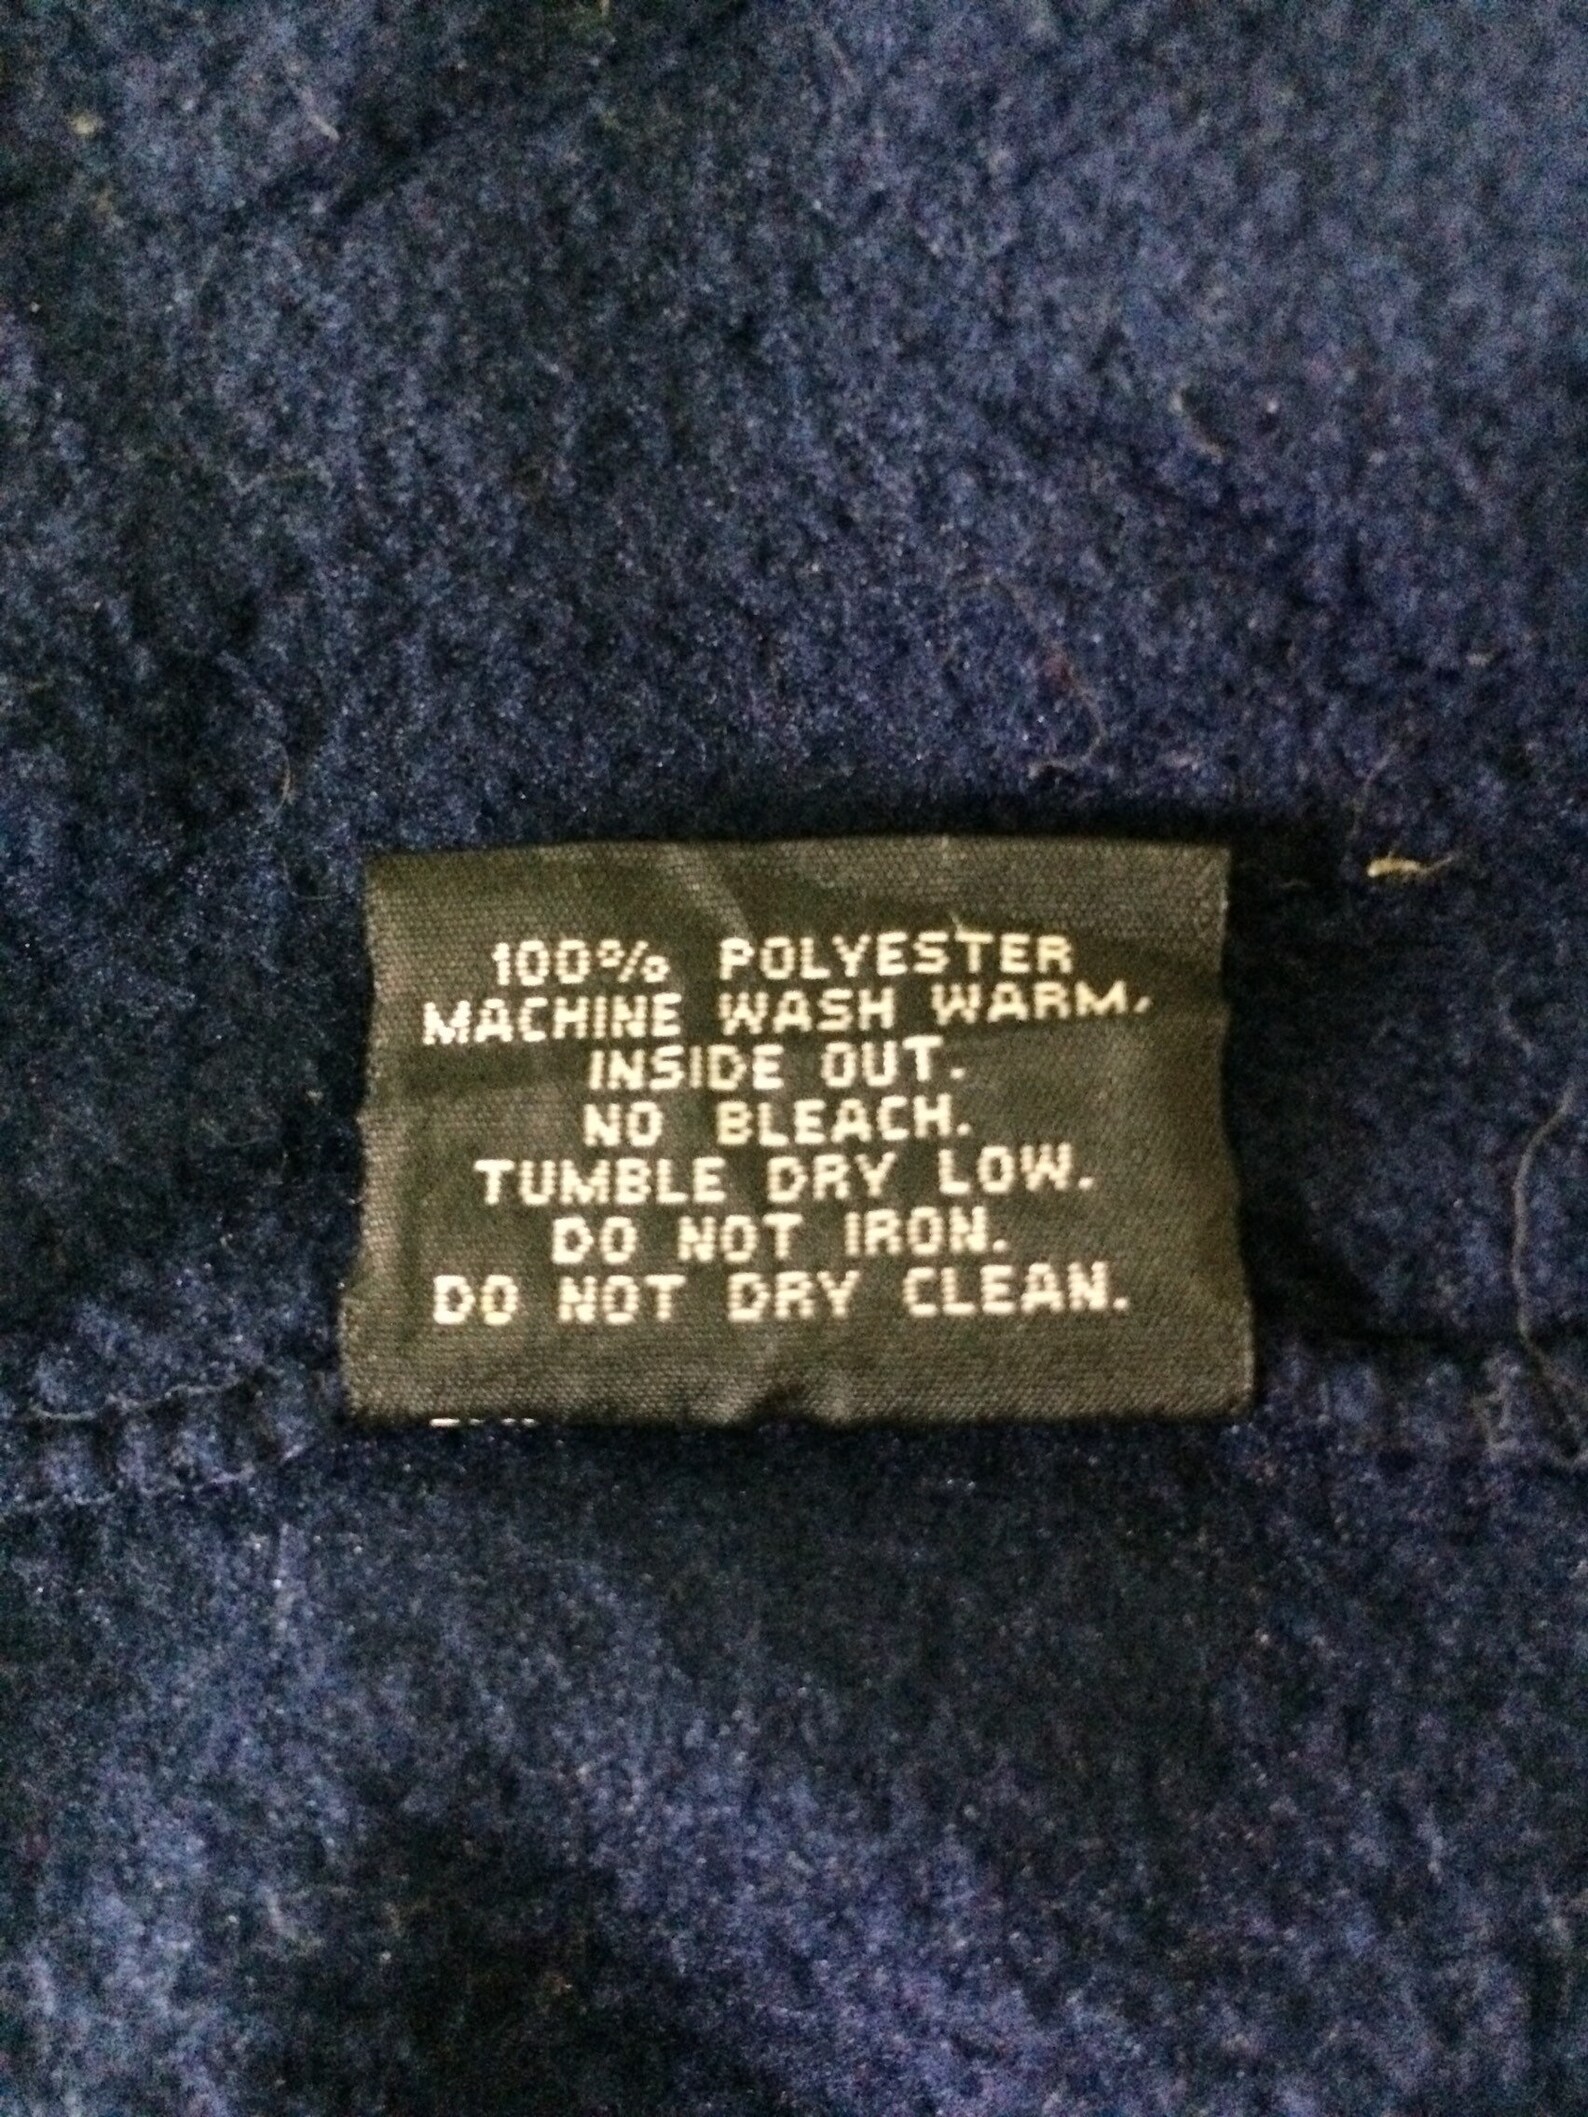 100% POLYESTER
MACHINE WASH WARM,
INSIDE OUT.
NO BLEACH.
TUMBLE DRY LOW.
DO NOT IRON.
DO NOT DRY CLEAN.